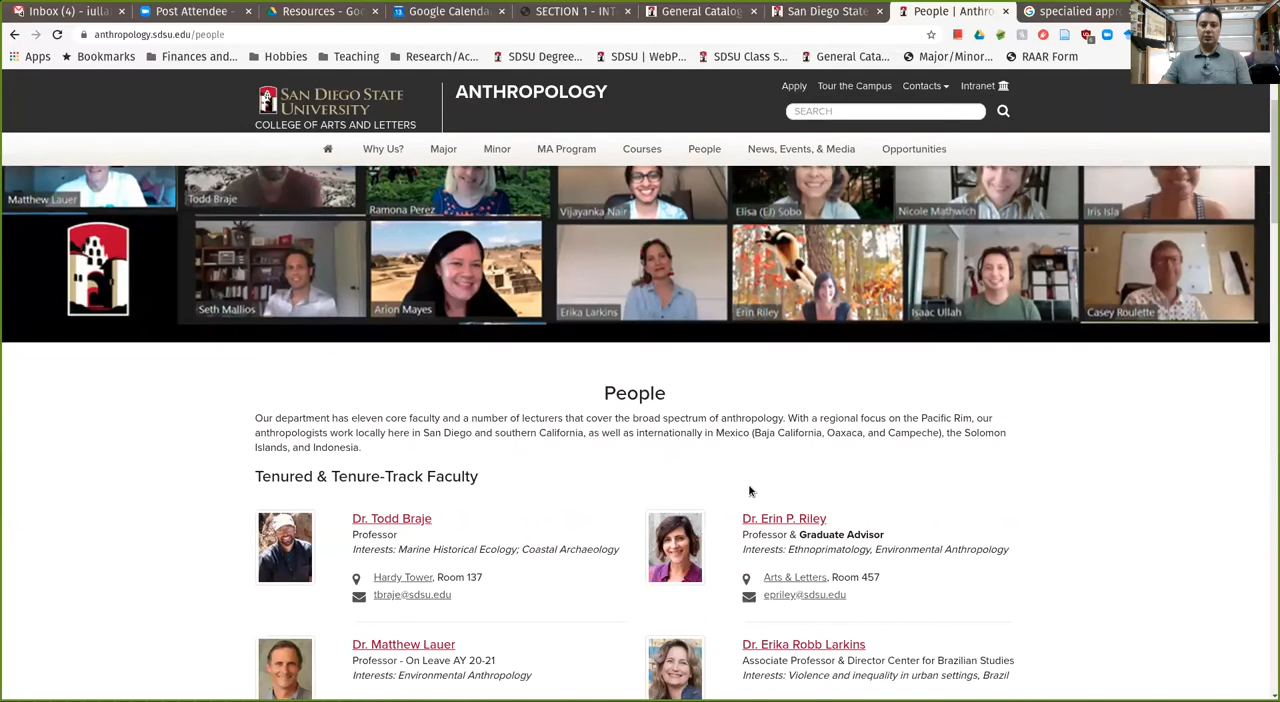 Inbox (4) - iulla
Post Attendee -
Resources - Goo
Google Calenda
SECTION 1 - INT
General Catalog
San Diego State
People | Anthro
specialied appr
anthropology.sdsu.edu/people
Apps
Bookmarks
Finances and...
Hobbies
Teaching
Research/Ac...
SDSU Degree...
SDSU | WebP...
SDSU Class S...
General Cata...
Major/Minor...
RAAR Form
SAN DIEGO STATE
UNIVERSITY
COLLEGE OF ARTS AND LETTERS
ANTHROPOLOGY
Apply Tour the Campus Contacts Intranet
SEARCH
Why Us? Major Minor MA Program Courses People News, Events, & Media Opportunities
Matthew Lauer
Todd Braje
Ramona Perez
Vijayanka Nair
Elisa (EJ) Sobo
Nicole Mathwich
Iris Isla
Seth Mallios
Arion Mayes
Erika Larkins
Erin Riley
Isaac Ullah
Casey Roulette
People
Our department has eleven core faculty and a number of lecturers that cover the broad spectrum of anthropology. With a regional focus on the Pacific Rim, our
anthropologists work locally here in San Diego and southern California, as well as internationally in Mexico (Baja California, Oaxaca, and Campeche), the Solomon
Islands, and Indonesia.
Tenured & Tenure-Track Faculty
Dr. Todd Braje
Professor
Interests: Marine Historical Ecology; Coastal Archaeology
Hardy Tower, Room 137
tbraje@sdsu.edu
Dr. Erin P. Riley
Professor & Graduate Advisor
Interests: Ethnoprimatology, Environmental Anthropology
Arts & Letters, Room 457
epriley@sdsu.edu
Dr. Matthew Lauer
Professor - On Leave AY 20-21
Interests: Environmental Anthropology
Dr. Erika Robb Larkins
Associate Professor & Director Center for Brazilian Studies
Interests: Violence and inequality in urban settings, Brazil